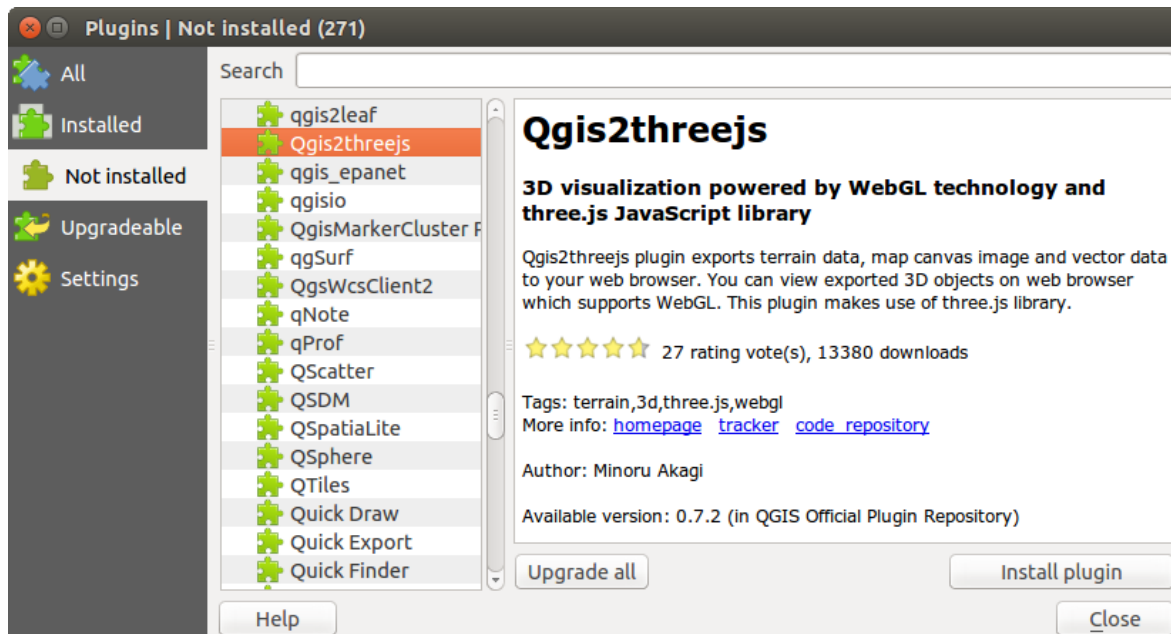 Plugins | Not installed (271)
All
Installed
Not installed
Upgradeable
Settings
Search
qgis2leaf
Qgis2threejs
qgis_epanet
qgisio
QgisMarkerCluster
qgSurf
QgsWcsClient2
qNote
qProf
QScatter
QSDM
QSpatiaLite
QSphere
QTiles
Quick Draw
Quick Export
Quick Finder
Qgis2threejs
3D visualization powered by WebGL technology and
three.js JavaScript library
Qgis2threejs plugin exports terrain data, map canvas image and vector data
to your web browser. You can view exported 3D objects on web browser
which supports WebGL. This plugin makes use of three.js library.
27 rating vote(s), 13380 downloads
Tags: terrain,3d,three.js,webgl
More info: homepage tracker code repository
Author: Minoru Akagi
Available version: 0.7.2 (in QGIS Official Plugin Repository)
Upgrade all
Install plugin
Help
Close